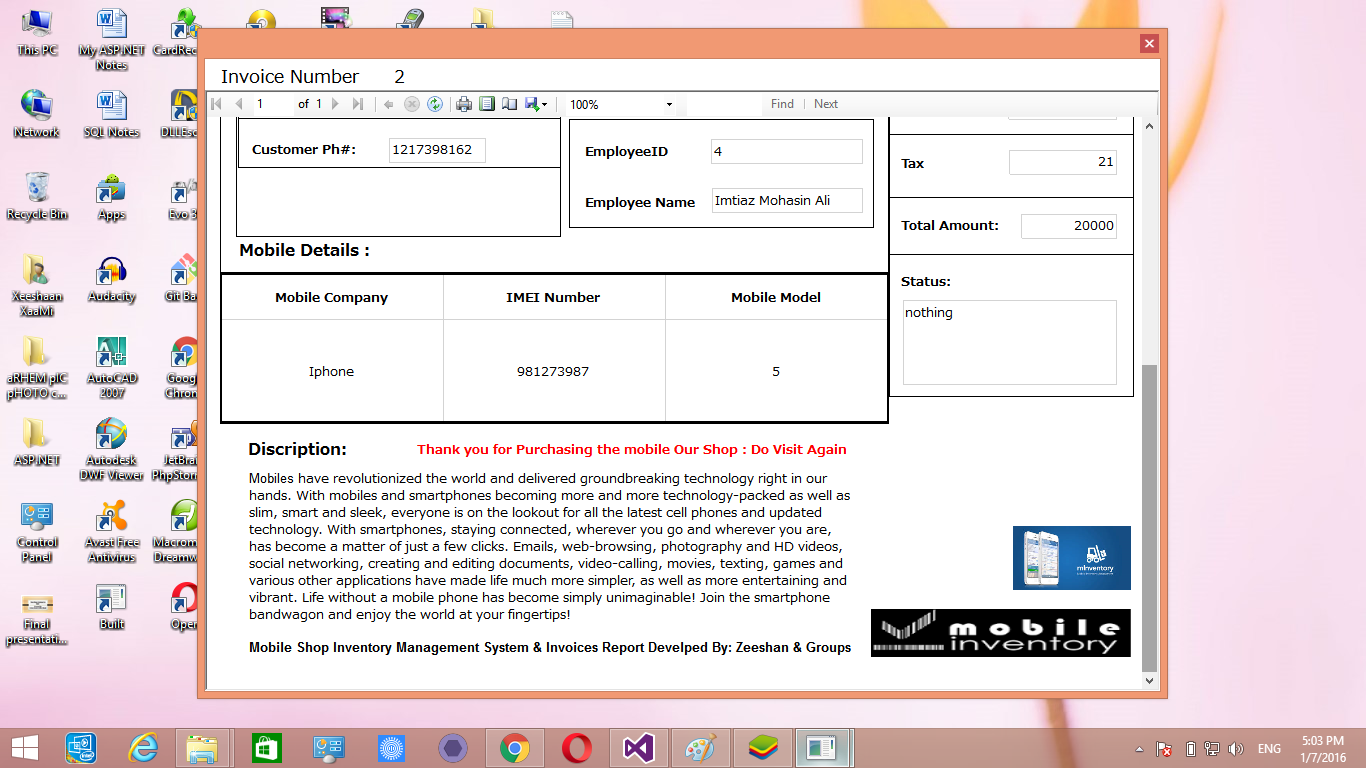 This PC
My ASP.NET Notes
CardRec
Network
SQL Notes
DLLEsc
Recycle Bin
Apps
Evo 3
Xeeshaan XaaMi
Audacity
Git Ba
aRHEM pIC pHOTO c...
AutoCAD 2007
Goog Chron
ASP.NET
Autodesk DWF Viewer
JetBra PhpStor
Control Panel
Avast Free Antivirus
Macrom Dreamw
Final presentati...
Built
Oper
Invoice Number 2
1 of 1 100% Find | Next
Customer Ph#: 1217398162
EmployeeID 4
Employee Name Imtiaz Mohasin Ali
Tax 21
Total Amount: 20000
Status:
nothing
Mobile Details :
Mobile Company IMEI Number Mobile Model
Iphone 981273987 5
Discription: Thank you for Purchasing the mobile Our Shop : Do Visit Again
Mobiles have revolutionized the world and delivered groundbreaking technology right in our
hands. With mobiles and smartphones becoming more and more technology-packed as well as
slim, smart and sleek, everyone is on the lookout for all the latest cell phones and updated
technology. With smartphones, staying connected, wherever you go and wherever you are,
has become a matter of just a few clicks. Emails, web-browsing, photography and HD videos,
social networking, creating and editing documents, video-calling, movies, texting, games and
various other applications have made life much more simpler, as well as more entertaining and
vibrant. Life without a mobile phone has become simply unimaginable! Join the smartphone
bandwagon and enjoy the world at your fingertips!
Mobile Shop Inventory Management System & Invoices Report Develped By: Zeeshan & Groups
mInventory
mobile
inventory
ENG
5:03 PM
1/7/2016